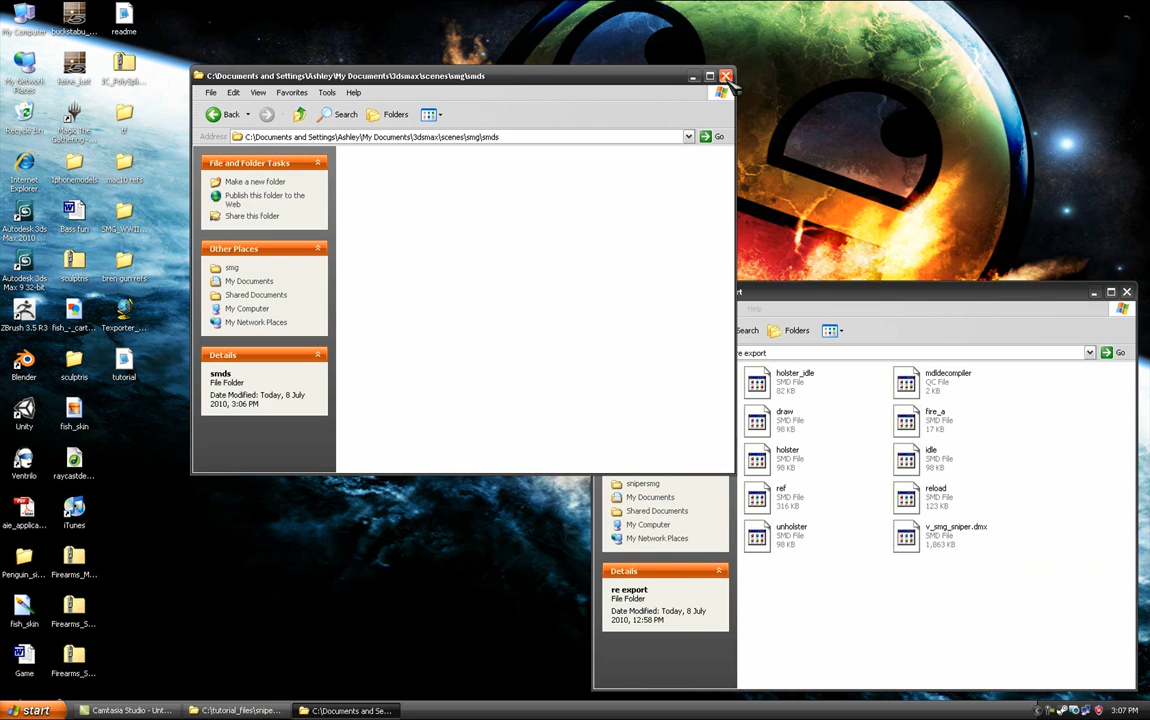 My Computer
buckstabu_...
readme
My Network
Places
keine_lust
1C_PolySpli...
Recycle Bin
Magic The
Gathering -...
tf
Internet
Explorer
Iphonemodels
mac10 refs
Autodesk 3ds
Max 2010 ...
Bass fun
SMG_WWII...
Autodesk 3ds
Max 9 32-bit
sculptris
bren gun refs
ZBrush 3.5 R3
fish_-_cart...
Texporter_...
Blender
sculptris
tutorial
Unity
fish_skin
Ventrilo
raycastde...
aie_applica...
iTunes
Penguin_si...
Firearms_M...
fish_skin
Firearms_S...
Game
Firearms_S...
C:\Documents and Settings\Ashley\My Documents\3dsmax\scenes\smg\smds
File Edit View Favorites Tools Help
Back Search Folders
Address C:\Documents and Settings\Ashley\My Documents\3dsmax\scenes\smg\smds Go
File and Folder Tasks
Make a new folder
Publish this folder to the
Web
Share this folder
Other Places
smg
My Documents
Shared Documents
My Computer
My Network Places
Details
smds
File Folder
Date Modified: Today, 8 July
2010, 3:06 PM
rt
Help
Search Folders
re export Go
holster_idle
SMD File
82 KB
mdldecompiler
QC File
2 KB
draw
SMD File
98 KB
fire_a
SMD File
17 KB
holster
SMD File
98 KB
idle
SMD File
98 KB
ref
SMD File
316 KB
reload
SMD File
123 KB
unholster
SMD File
98 KB
v_smg_sniper.dmx
SMD File
1,863 KB
snipersmg
My Documents
Shared Documents
My Computer
My Network Places
Details
re export
File Folder
Date Modified: Today, 8 July
2010, 12:58 PM
start
Camtasia Studio - Unt...
C:\tutorial_files\snipe...
C:\Documents and Se...
3:07 PM